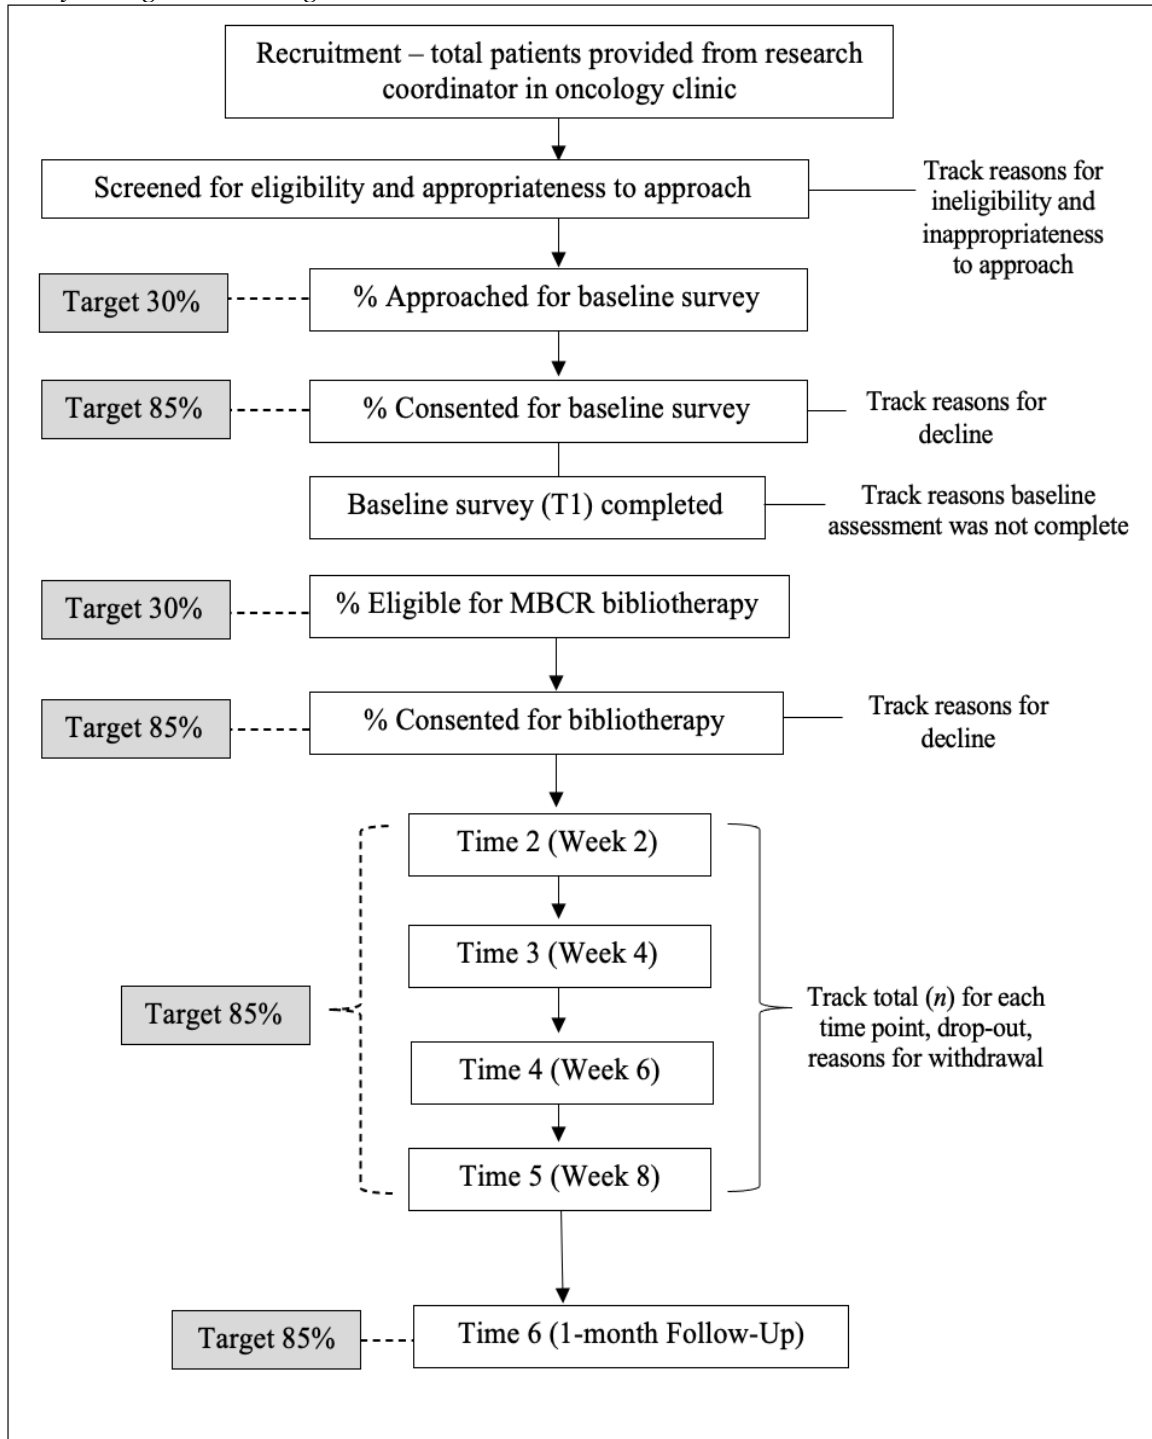 Recruitment – total patients provided from research
coordinator in oncology clinic
Screened for eligibility and appropriateness to approach
Track reasons for
ineligibility and
inappropriateness
to approach
Target 30%
% Approached for baseline survey
Target 85%
% Consented for baseline survey
Track reasons for
decline
Baseline survey (T1) completed
Track reasons baseline
assessment was not complete
Target 30%
% Eligible for MBCR bibliotherapy
Target 85%
% Consented for bibliotherapy
Track reasons for
decline
Time 2 (Week 2)
Time 3 (Week 4)
Target 85%
Track total (n) for each
time point, drop-out,
reasons for withdrawal
Time 4 (Week 6)
Time 5 (Week 8)
Target 85%
Time 6 (1-month Follow-Up)